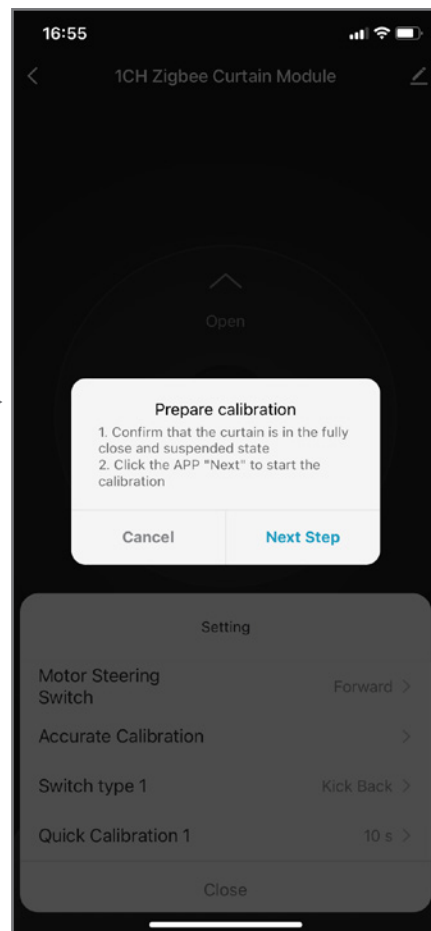 16:55
1CH Zigbee Curtain Module
Open
Prepare calibration
1. Confirm that the curtain is in the fully
close and suspended state
2. Click the APP "Next" to start the
calibration
Cancel
Next Step
Setting
Motor Steering
Switch
Forward
Accurate Calibration
Switch type 1
Kick Back
Quick Calibration 1
10 s
Close